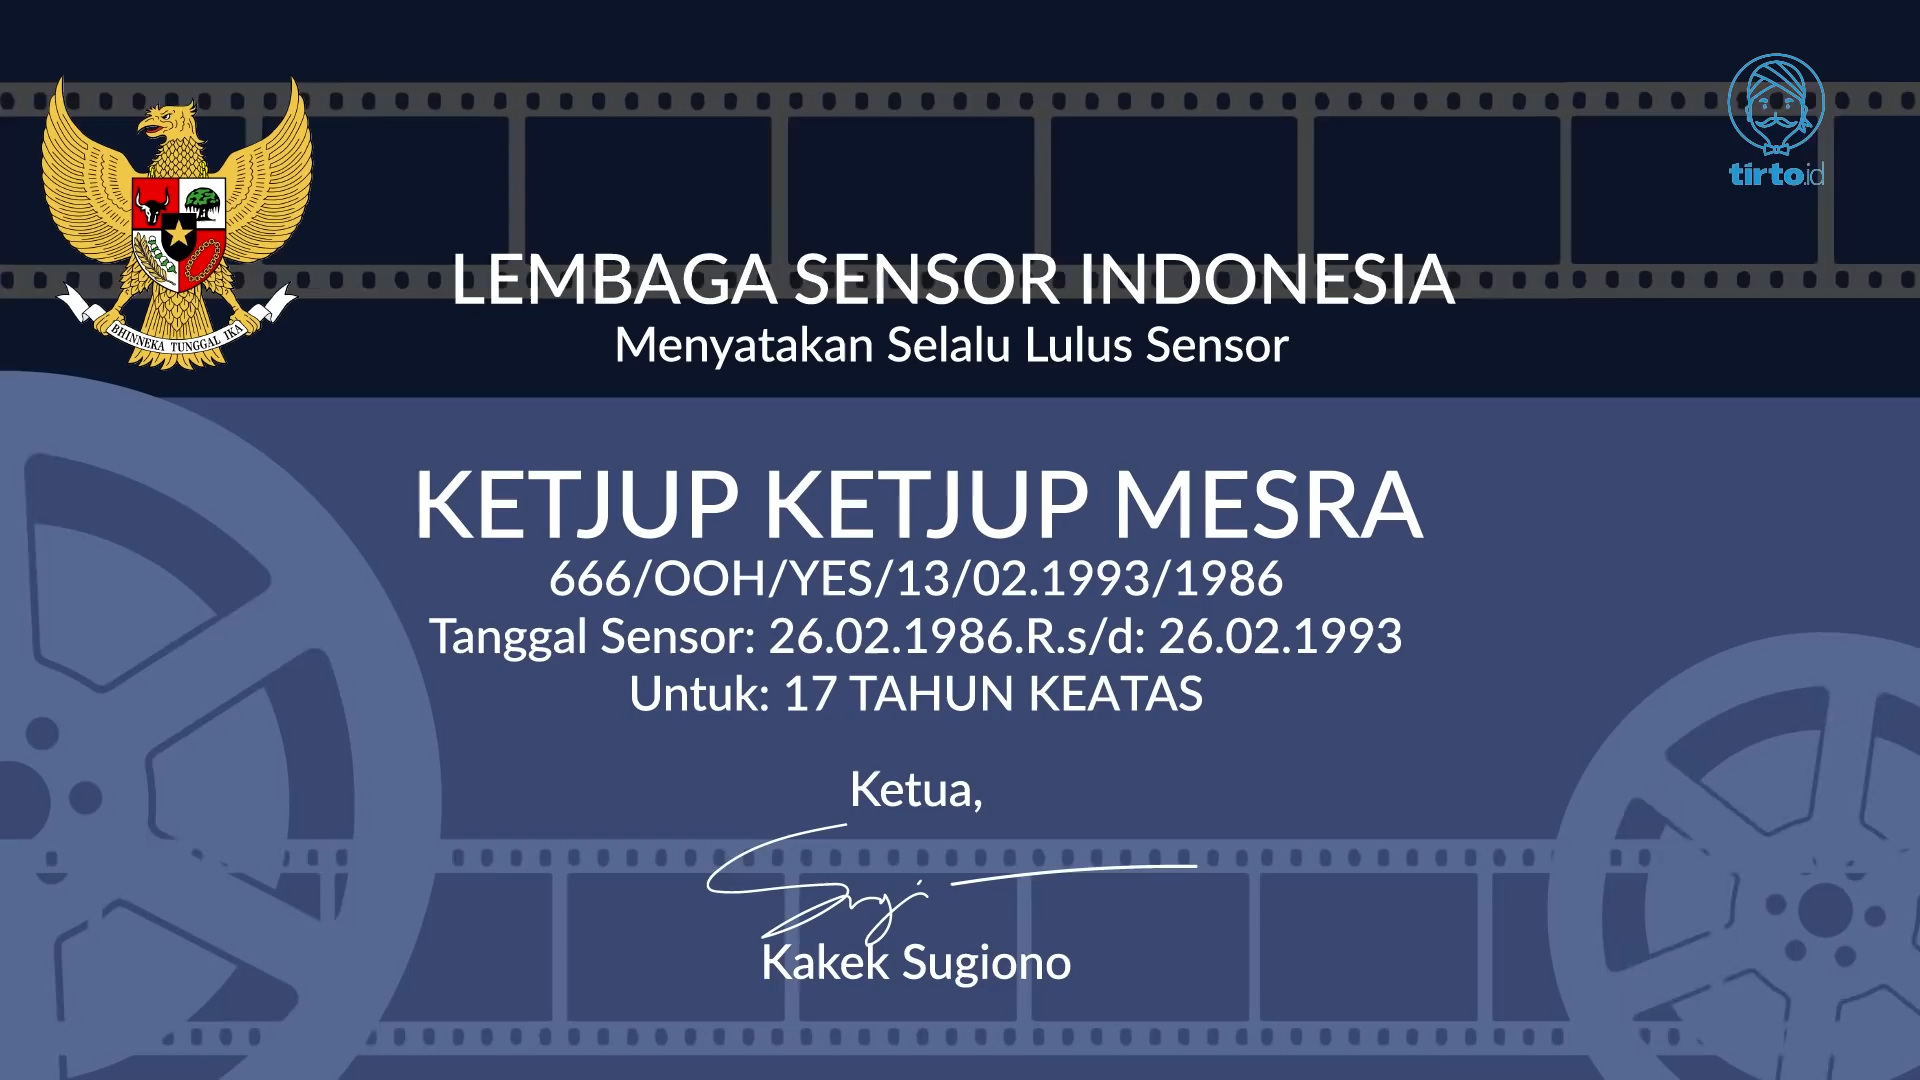 tirto.id
BHINNEKA TUNGGAL IKA
LEMBAGA SENSOR INDONESIA
Menyatakan Selalu Lulus Sensor
KETJUP KETJUP MESRA
666/OOH/YES/13/02.1993/1986
Tanggal Sensor: 26.02.1986.R.s/d: 26.02.1993
Untuk: 17 TAHUN KEATAS
Ketua,
Kakek Sugiono